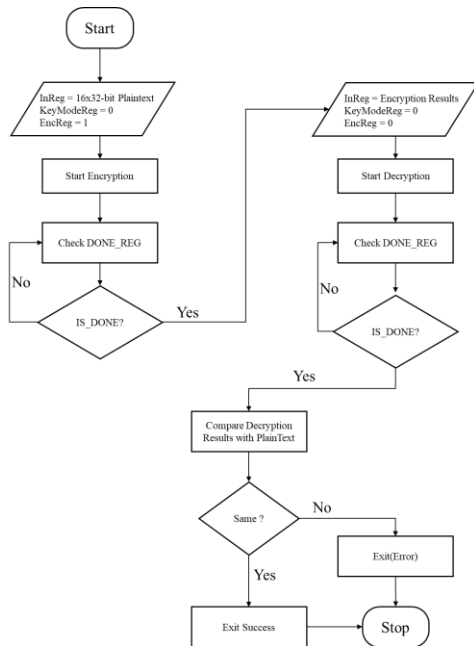 Start
InReg = 16x32-bit Plaintext
KeyModeReg = 0
EncReg = 1
Start Encryption
Check DONE_REG
No
IS_DONE?
Yes
InReg = Encryption Results
KeyModeReg = 0
EncReg = 0
Start Decryption
Check DONE_REG
No
IS_DONE?
Yes
Compare Decryption
Results with PlainText
Same ?
No
Exit(Error)
Yes
Exit Success
Stop